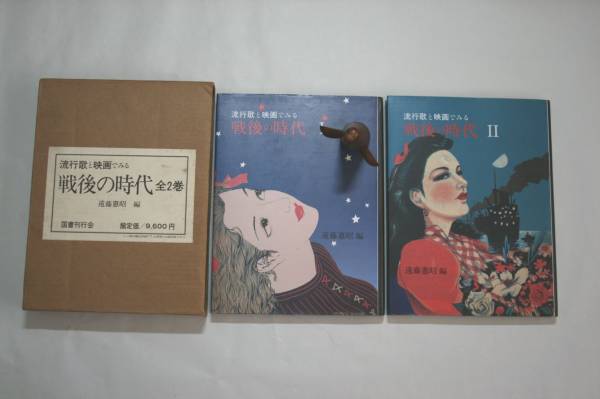 流行歌と映画でみる
戦後の時代 全2巻
遠藤憲昭 編
国書刊行会 限定価/9,600円
流行歌と映画でみる
戦後の時代
遠藤憲昭 編
流行歌と映画でみる
戦後の時代 II
遠藤憲昭 編